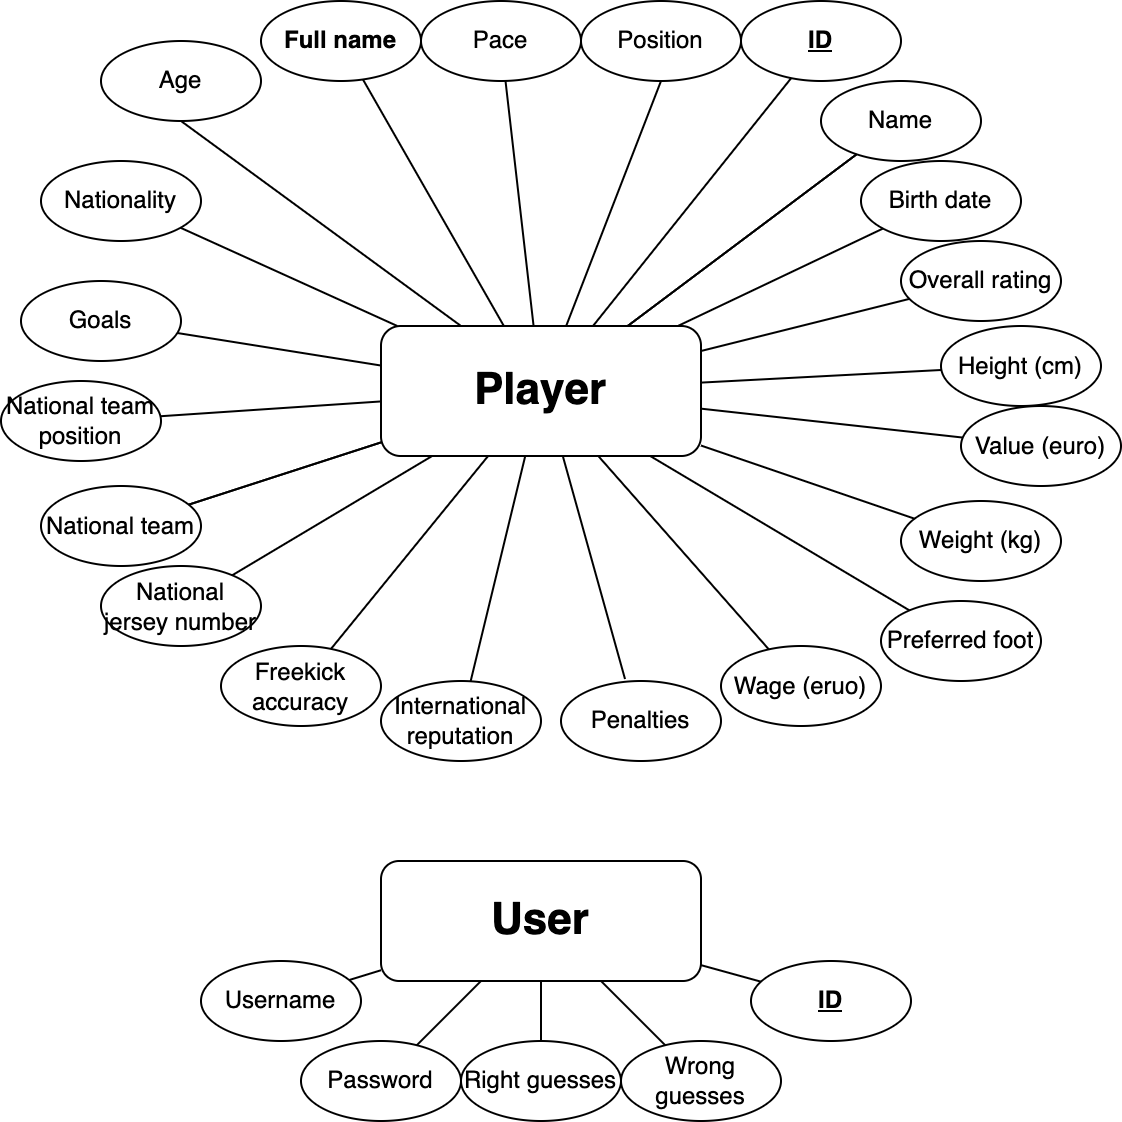 Full name
Pace
Position
ID
Age
Name
Nationality
Birth date
Overall rating
Goals
Height (cm)
Player
National team
position
Value (euro)
National team
Weight (kg)
National
jersey number
Preferred foot
Freekick
accuracy
International
reputation
Penalties
Wage (eruo)
User
Username
ID
Password
Right guesses
Wrong
guesses